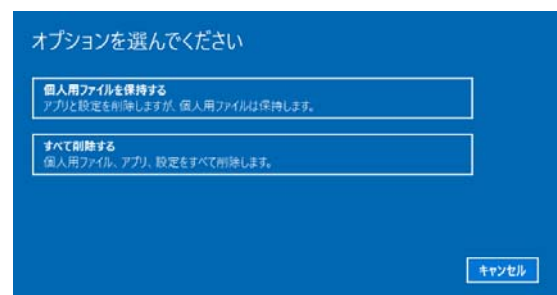 オプションを選んでください
個人用ファイルを保持する
アプリと設定を削除しますが、個人用ファイルは保持します。
すべて削除する
個人用ファイル、アプリ、設定をすべて削除します。
キャンセル